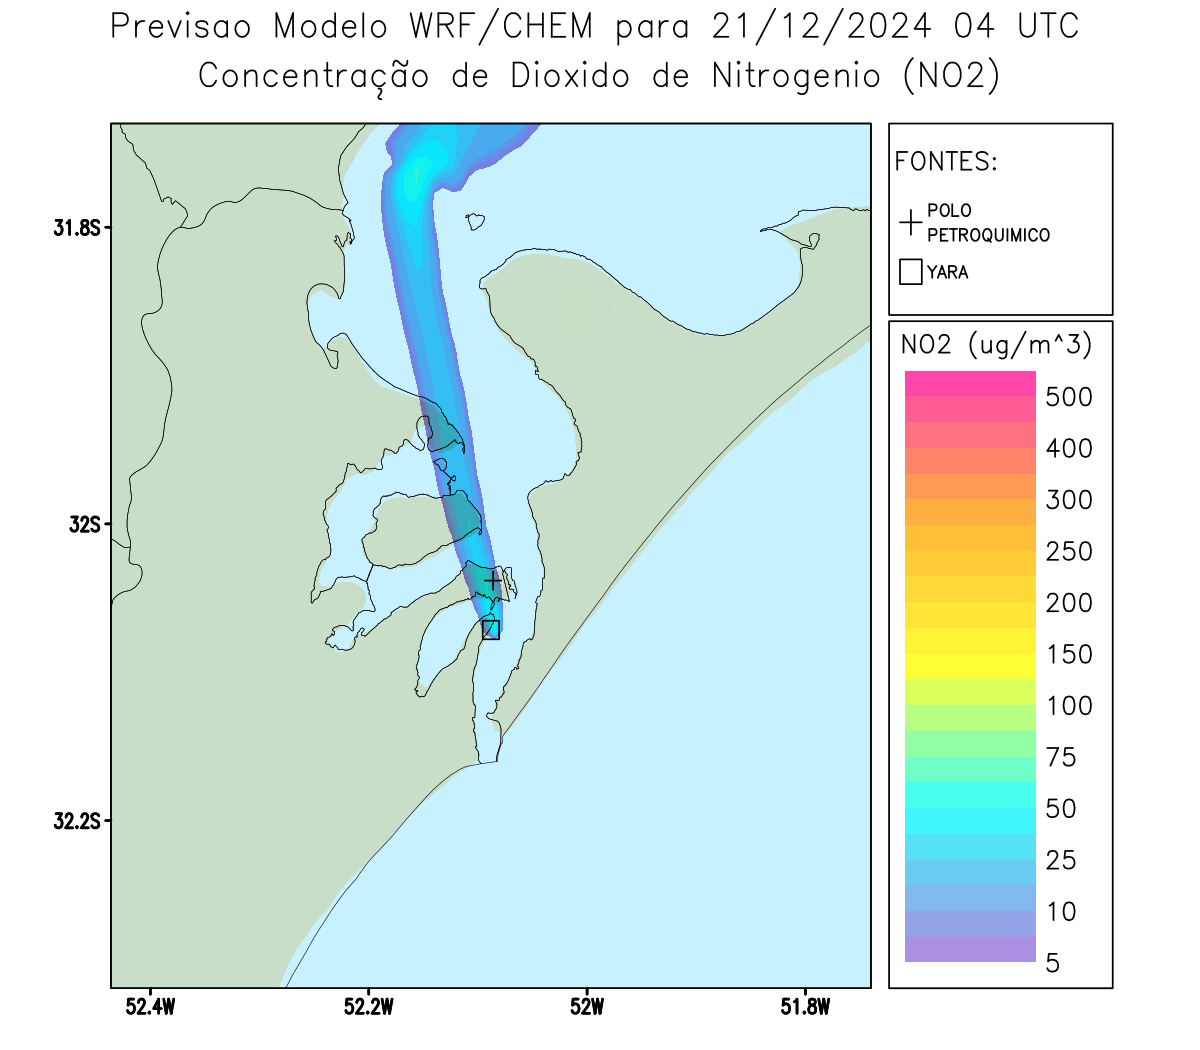 Previsao Modelo WRF/CHEM para 21/12/2024 04 UTC
Concentração de Dioxido de Nitrogenio (NO2)
FONTES:
POLO
PETROQUIMICO
YARA
NO2 (ug/m^3)
500
400
300
250
200
150
100
75
50
25
10
5
31.8S
32S
32.2S
52.4W
52.2W
52W
51.8W